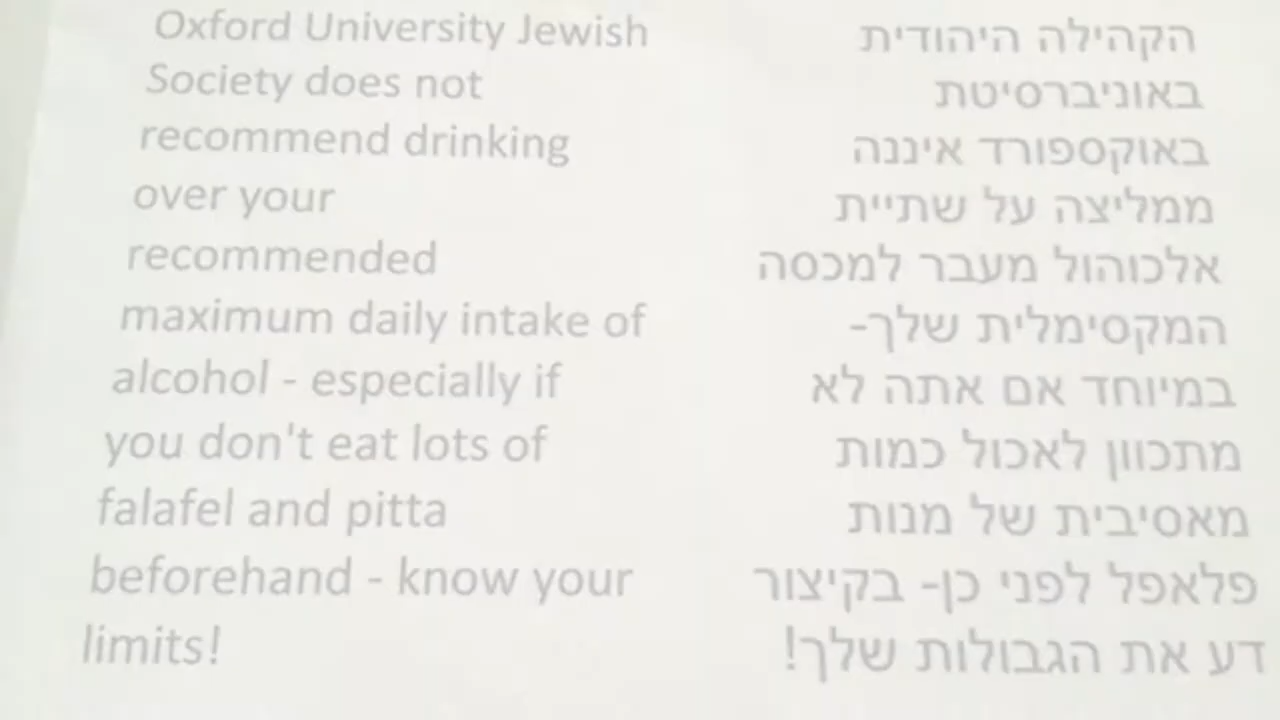 Oxford University Jewish
Society does not
recommend drinking
over your
recommended
maximum daily intake of
alcohol - especially if
you don't eat lots of
falafel and pitta
beforehand - know your
limits!
הקהילה היהודית
באוניברסיטת
באוקספורד איננה
ממליצה על שתיית
אלכוהול מעבר למכסה
המקסימלית שלך-
במיוחד אם אתה לא
מתכוון לאכול כמות
מאסיבית של מנות
פלאפל לפני כן- בקיצור
דע את הגבולות שלך!